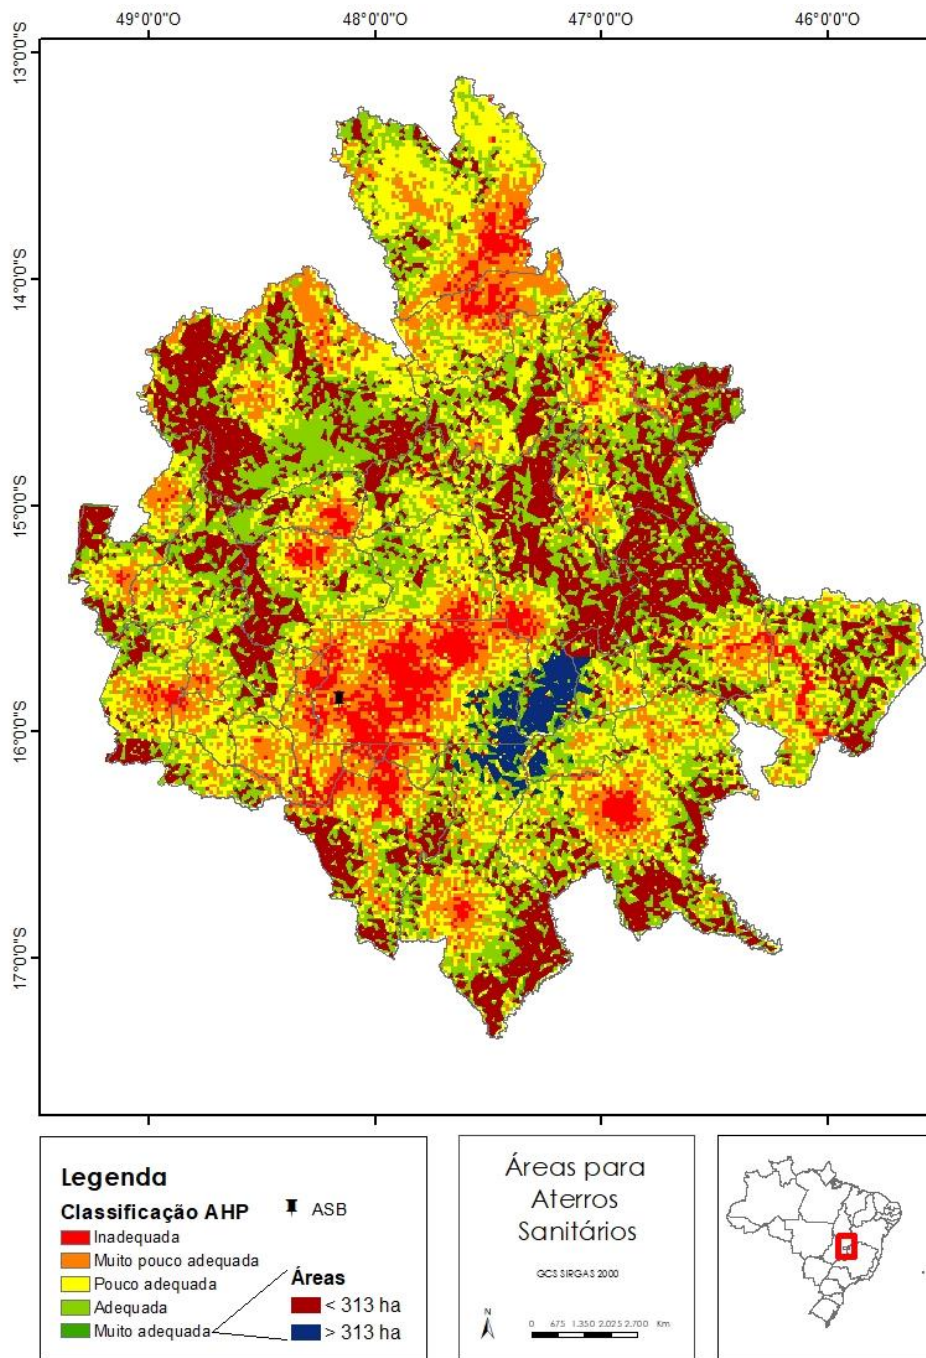 49°0'0"O 48°0'0"O 47°0'0"O 46°0'0"O
13°0'0"S
14°0'0"S
15°0'0"S
16°0'0"S
17°0'0"S
Legenda
Classificação AHP
ASB
Inadequada
Muito pouco adequada
Pouco adequada
Adequada
Muito adequada
Áreas
< 313 ha
> 313 ha
Áreas para
Aterros
Sanitários
GCS SIRGAS 2000
N
0 675 1.350 2.025 2.700 Km